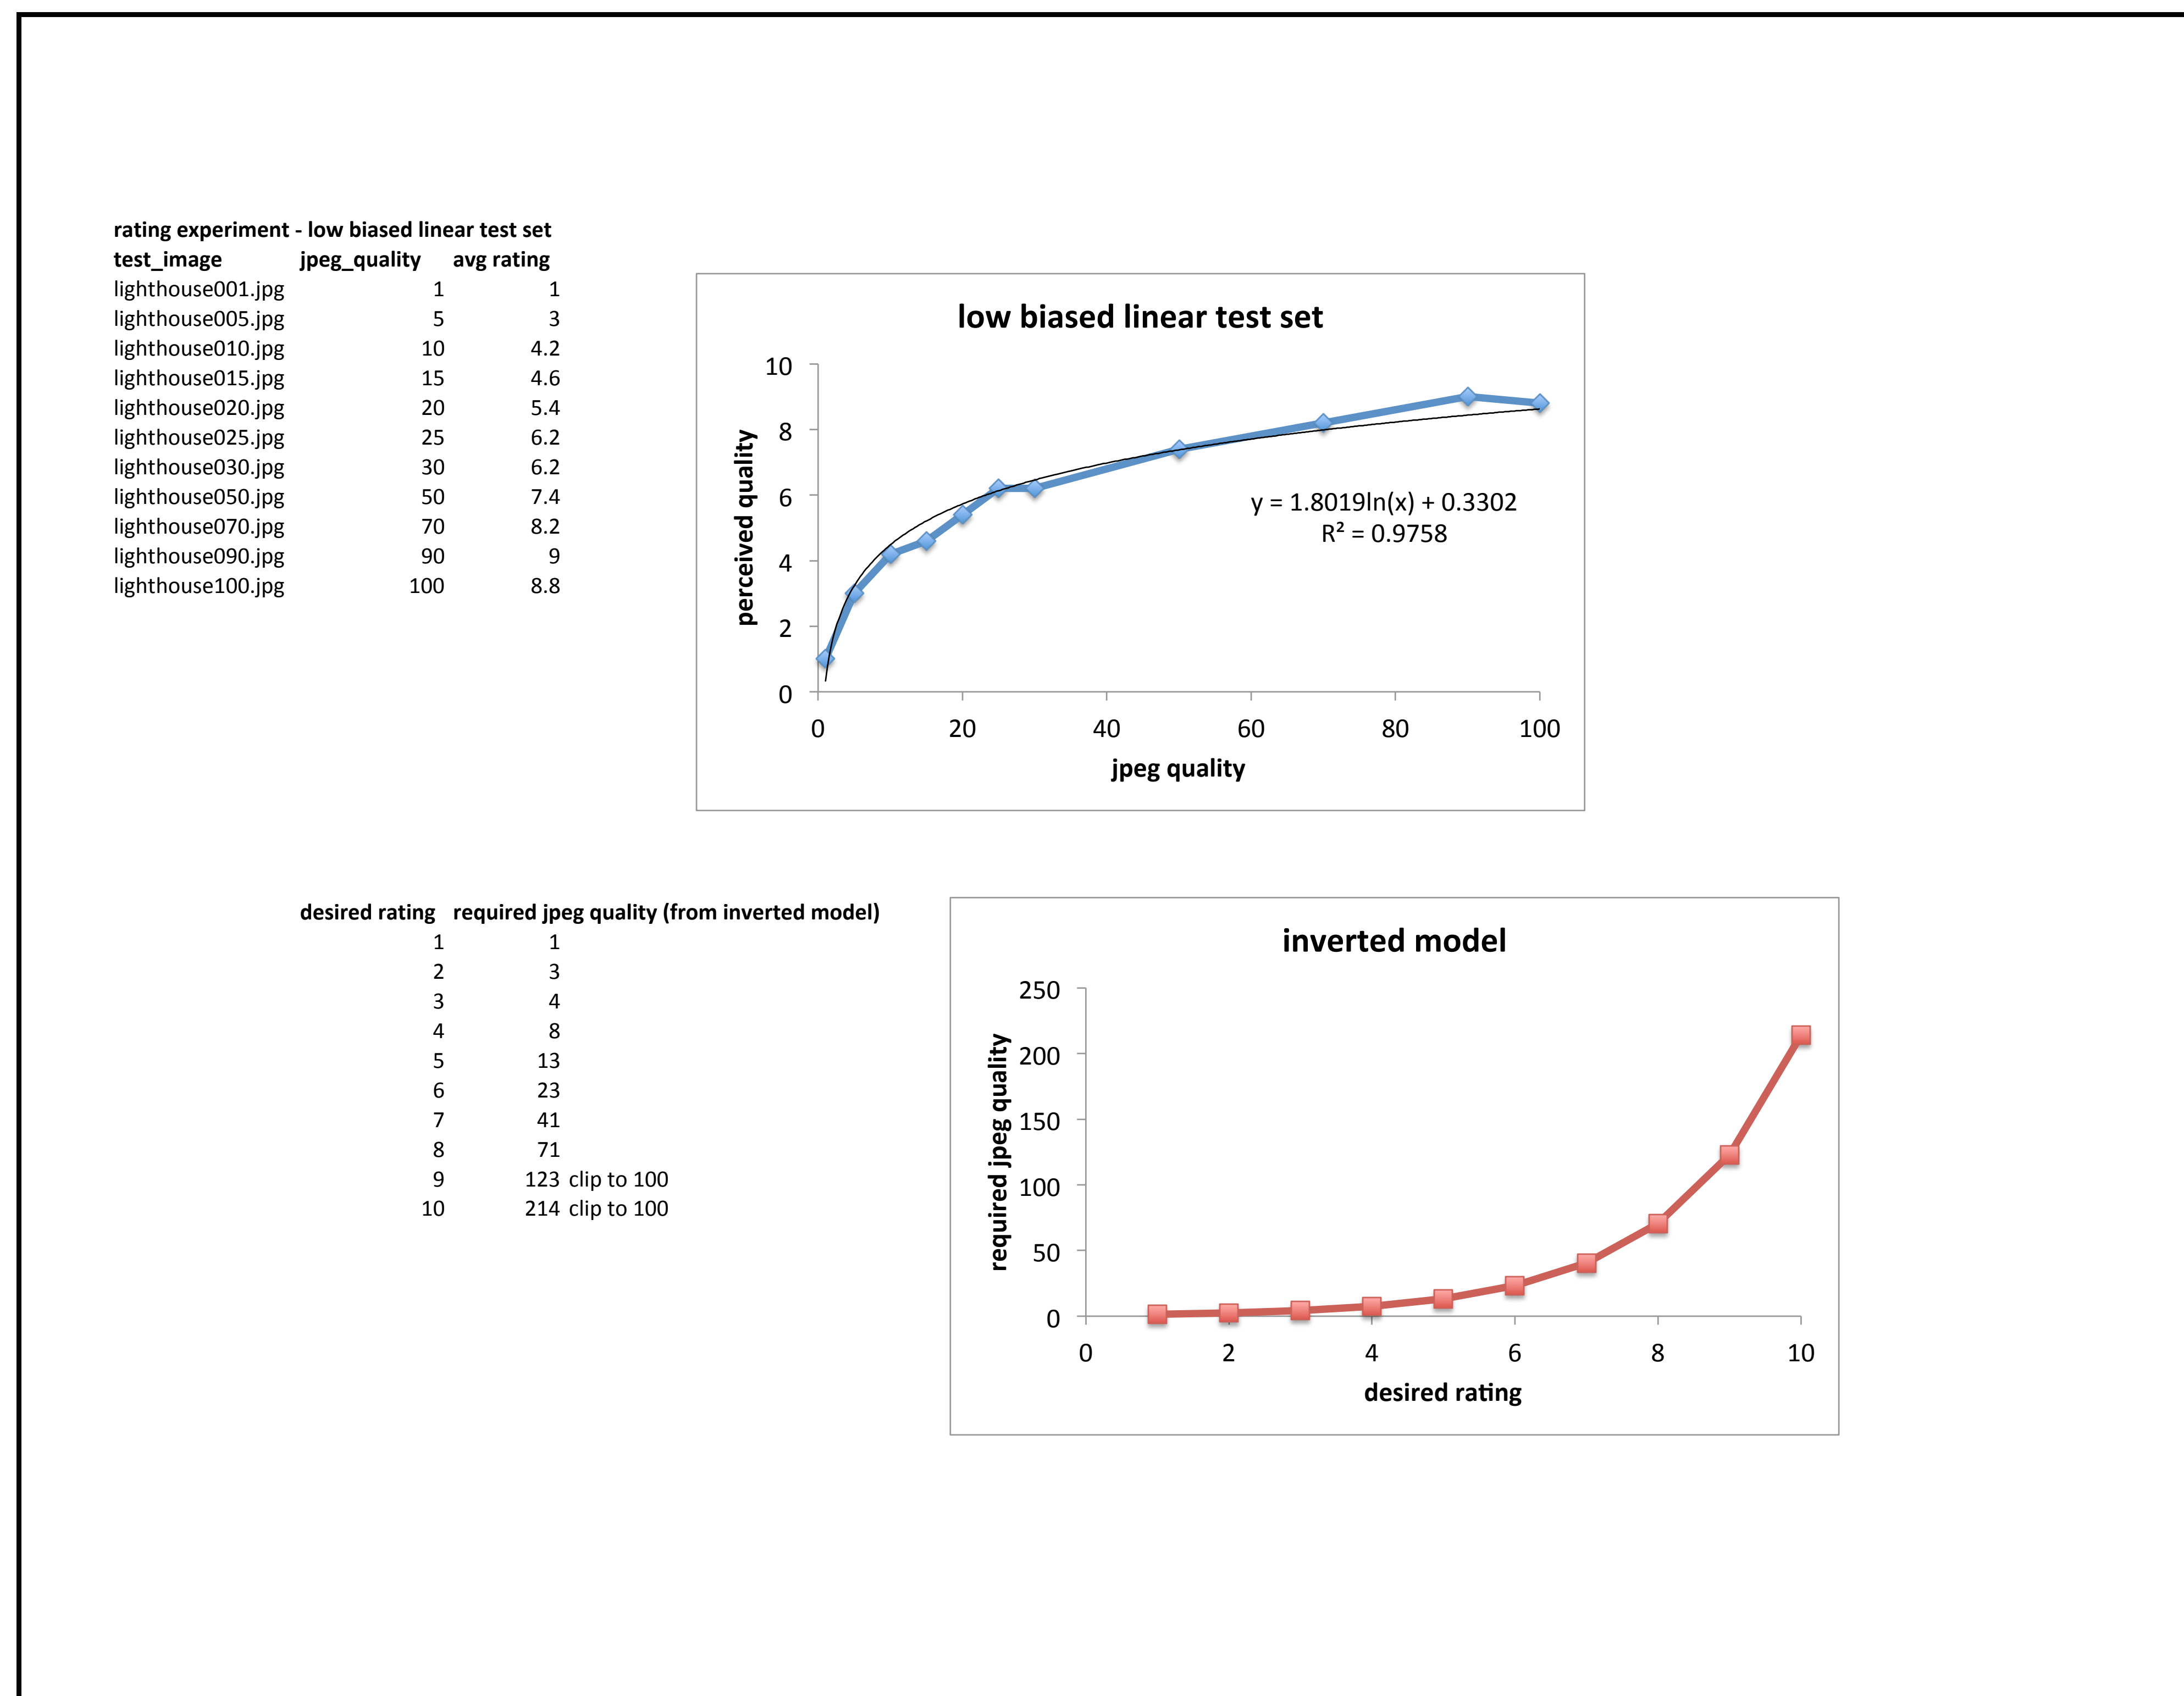 rating experiment - low biased linear test set
test_image jpeg_quality avg rating
lighthouse001.jpg 1 1
lighthouse005.jpg 5 3
lighthouse010.jpg 10 4.2
lighthouse015.jpg 15 4.6
lighthouse020.jpg 20 5.4
lighthouse025.jpg 25 6.2
lighthouse030.jpg 30 6.2
lighthouse050.jpg 50 7.4
lighthouse070.jpg 70 8.2
lighthouse090.jpg 90 9
lighthouse100.jpg 100 8.8
low biased linear test set
perceived quality
10
8
6
4
2
0
y = 1.8019ln(x) + 0.3302
R² = 0.9758
0 20 40 60 80 100
jpeg quality
desired rating required jpeg quality (from inverted model)
1 1
2 3
3 4
4 8
5 13
6 23
7 41
8 71
9 123 clip to 100
10 214 clip to 100
inverted model
required jpeg quality
250
200
150
100
50
0
0 2 4 6 8 10
desired rating